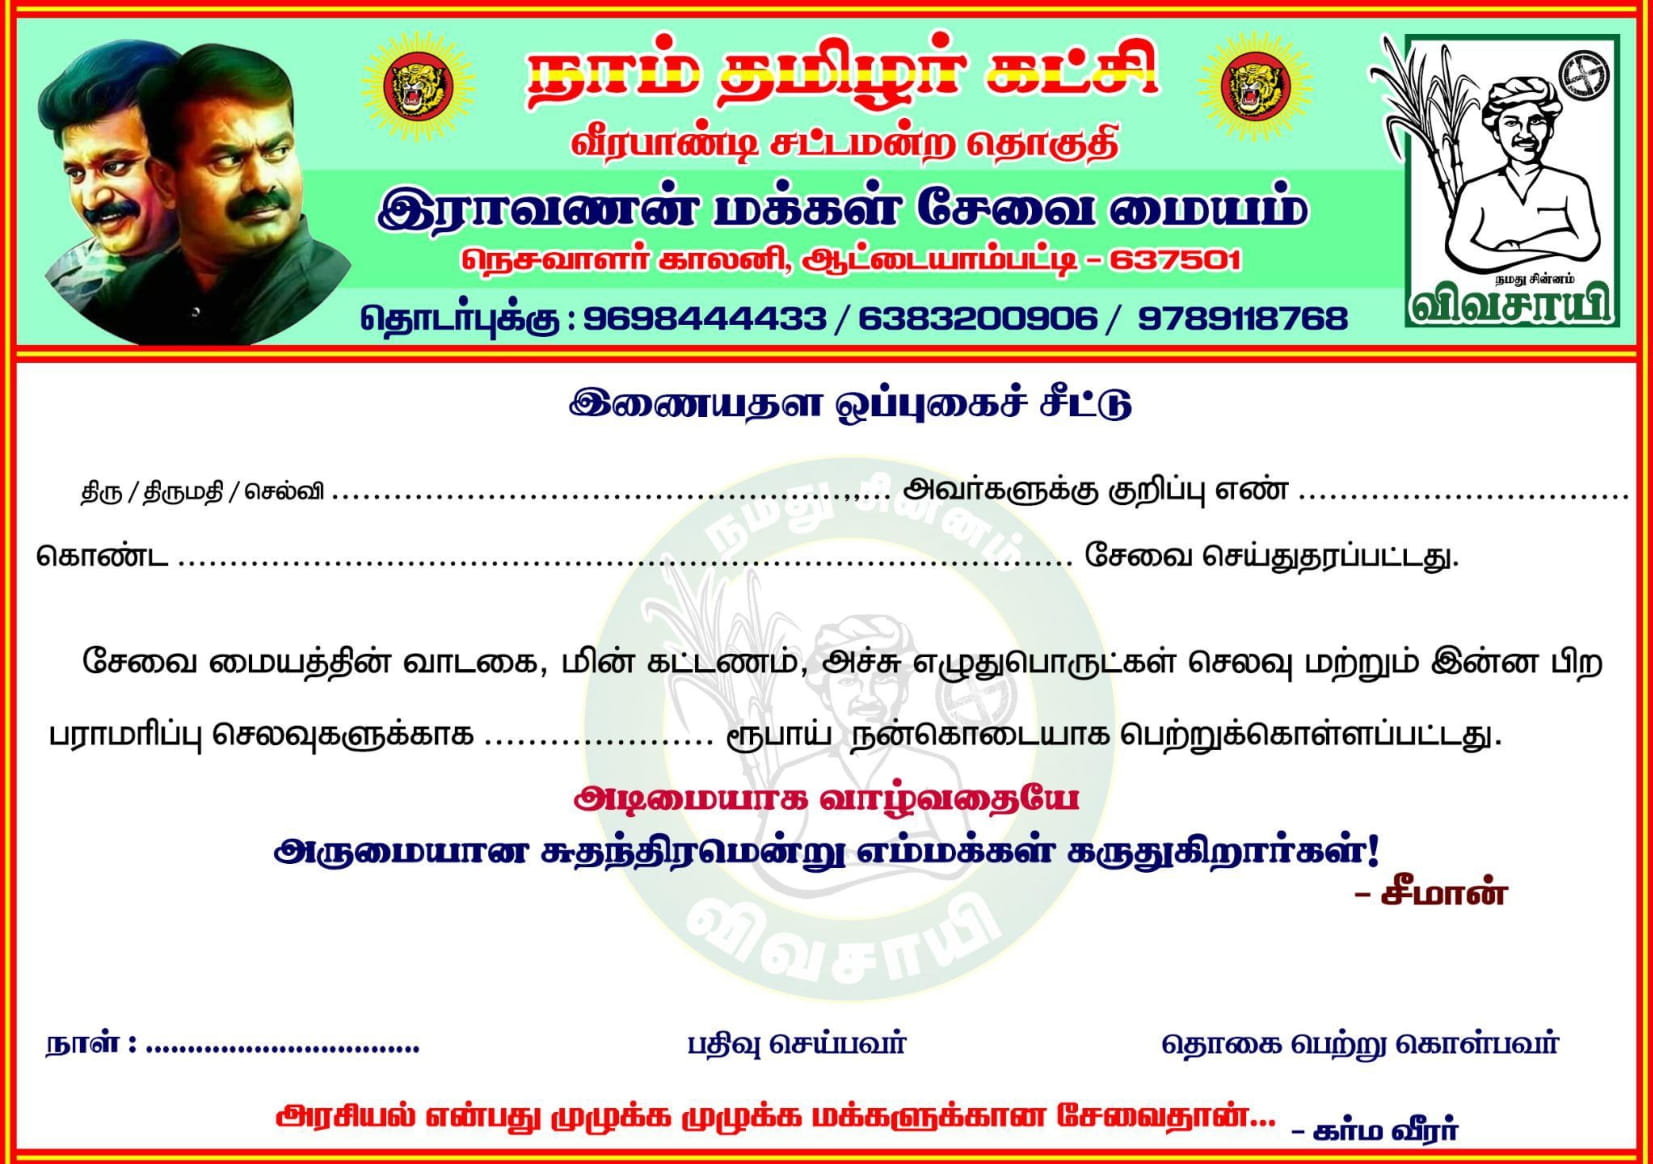 நாம் தமிழர் கட்சி
வீரபாண்டி சட்டமன்ற தொகுதி
இராவணன் மக்கள் சேவை மையம்
நெசவாளர் காலனி, ஆட்டையாம்பட்டி - 637501
தொடர்புக்கு : 9698444433 / 6383200906 / 9789118768
நமது சின்னம்
விவசாயி
இணையதள ஒப்புகைச் சீட்டு
திரு / திருமதி / செல்வி ....................................................,,.... அவர்களுக்கு குறிப்பு எண் ................................
கொண்ட ...................................................................................... சேவை செய்துதரப்பட்டது.
சேவை மையத்தின் வாடகை, மின் கட்டணம், அச்சு எழுதுபொருட்கள் செலவு மற்றும் இன்ன பிற
பராமரிப்பு செலவுகளுக்காக ..................... ரூபாய் நன்கொடையாக பெற்றுக்கொள்ளப்பட்டது.
நமது சின்னம்
விவசாயி
அடிமையாக வாழ்வதையே
அருமையான சுதந்திரமென்று எம்மக்கள் கருதுகிறார்கள்!
- சீமான்
நாள் : ................................. பதிவு செய்பவர் தொகை பெற்று கொள்பவர்
அரசியல் என்பது முழுக்க முழுக்க மக்களுக்கான சேவைதான்... - கர்ம வீரர்